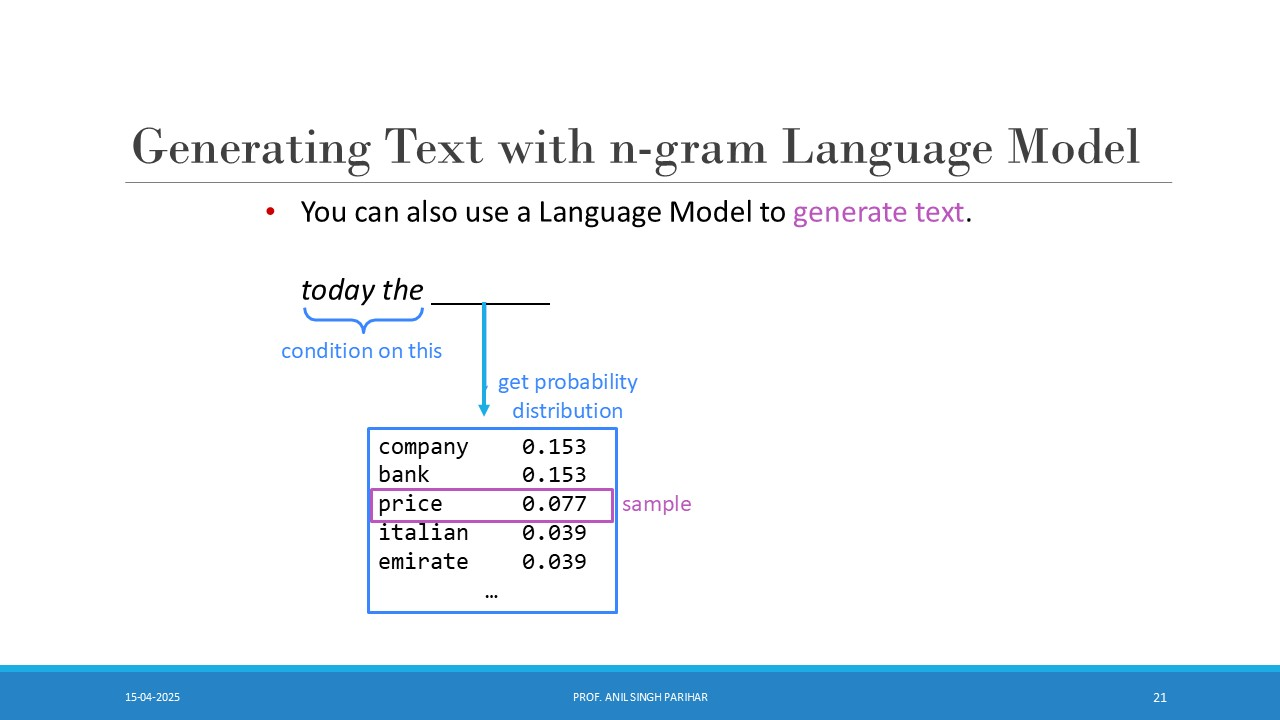 Generating Text with n-gram Language Model
• You can also use a Language Model to generate text.
today the ________
condition on this
get probability
distribution
company 0.153
bank 0.153
price 0.077
sample
italian 0.039
emirate 0.039
…
15-04-2025
PROF. ANIL SINGH PARIHAR
21